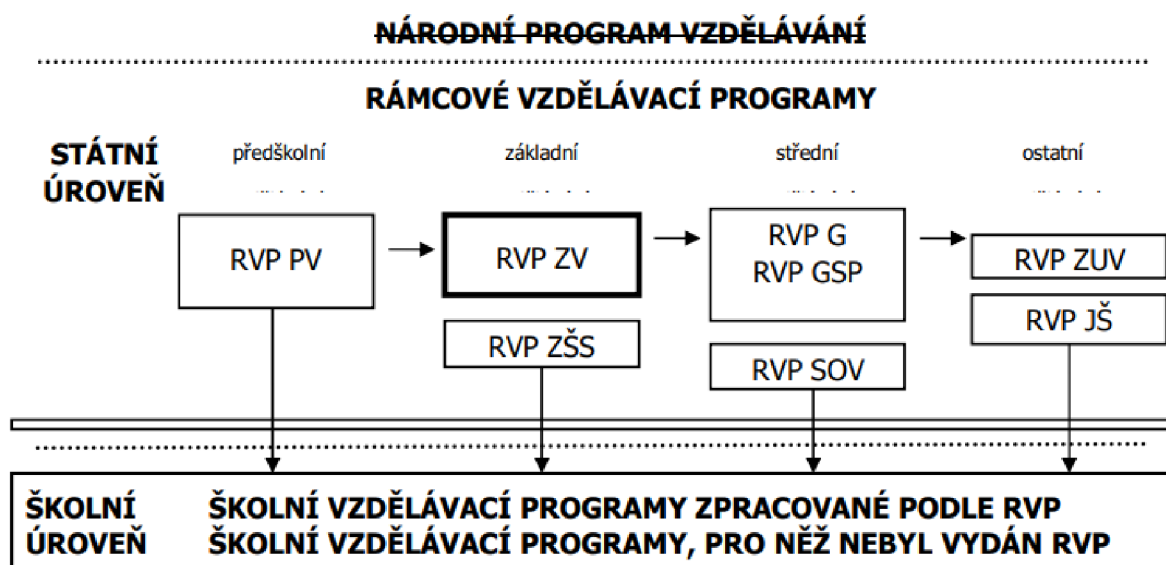 NÁRODNÍ PROGRAM VZDĚLÁVÁNÍ
RÁMCOVÉ VZDĚLÁVACÍ PROGRAMY
STÁTNÍ
ÚROVEŇ
předškolní
základní
střední
ostatní
RVP PV
RVP ZV
RVP G
RVP GSP
RVP ZUV
RVP ZŠS
RVP JŠ
RVP SOV
ŠKOLNÍ ŠKOLNÍ VZDĚLÁVACÍ PROGRAMY ZPRACOVANÉ PODLE RVP
ÚROVEŇ ŠKOLNÍ VZDĚLÁVACÍ PROGRAMY, PRO NĚŽ NEBYL VYDÁN RVP